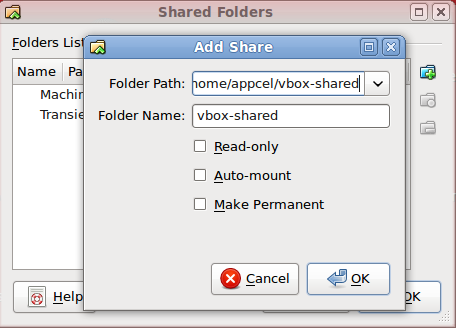 Shared Folders
Folders List
Name Pa
Machin
Transie
Add Share
Folder Path: home/appcel/vbox-shared
Folder Name: vbox-shared
Read-only
Auto-mount
Make Permanent
Cancel OK
Help OK